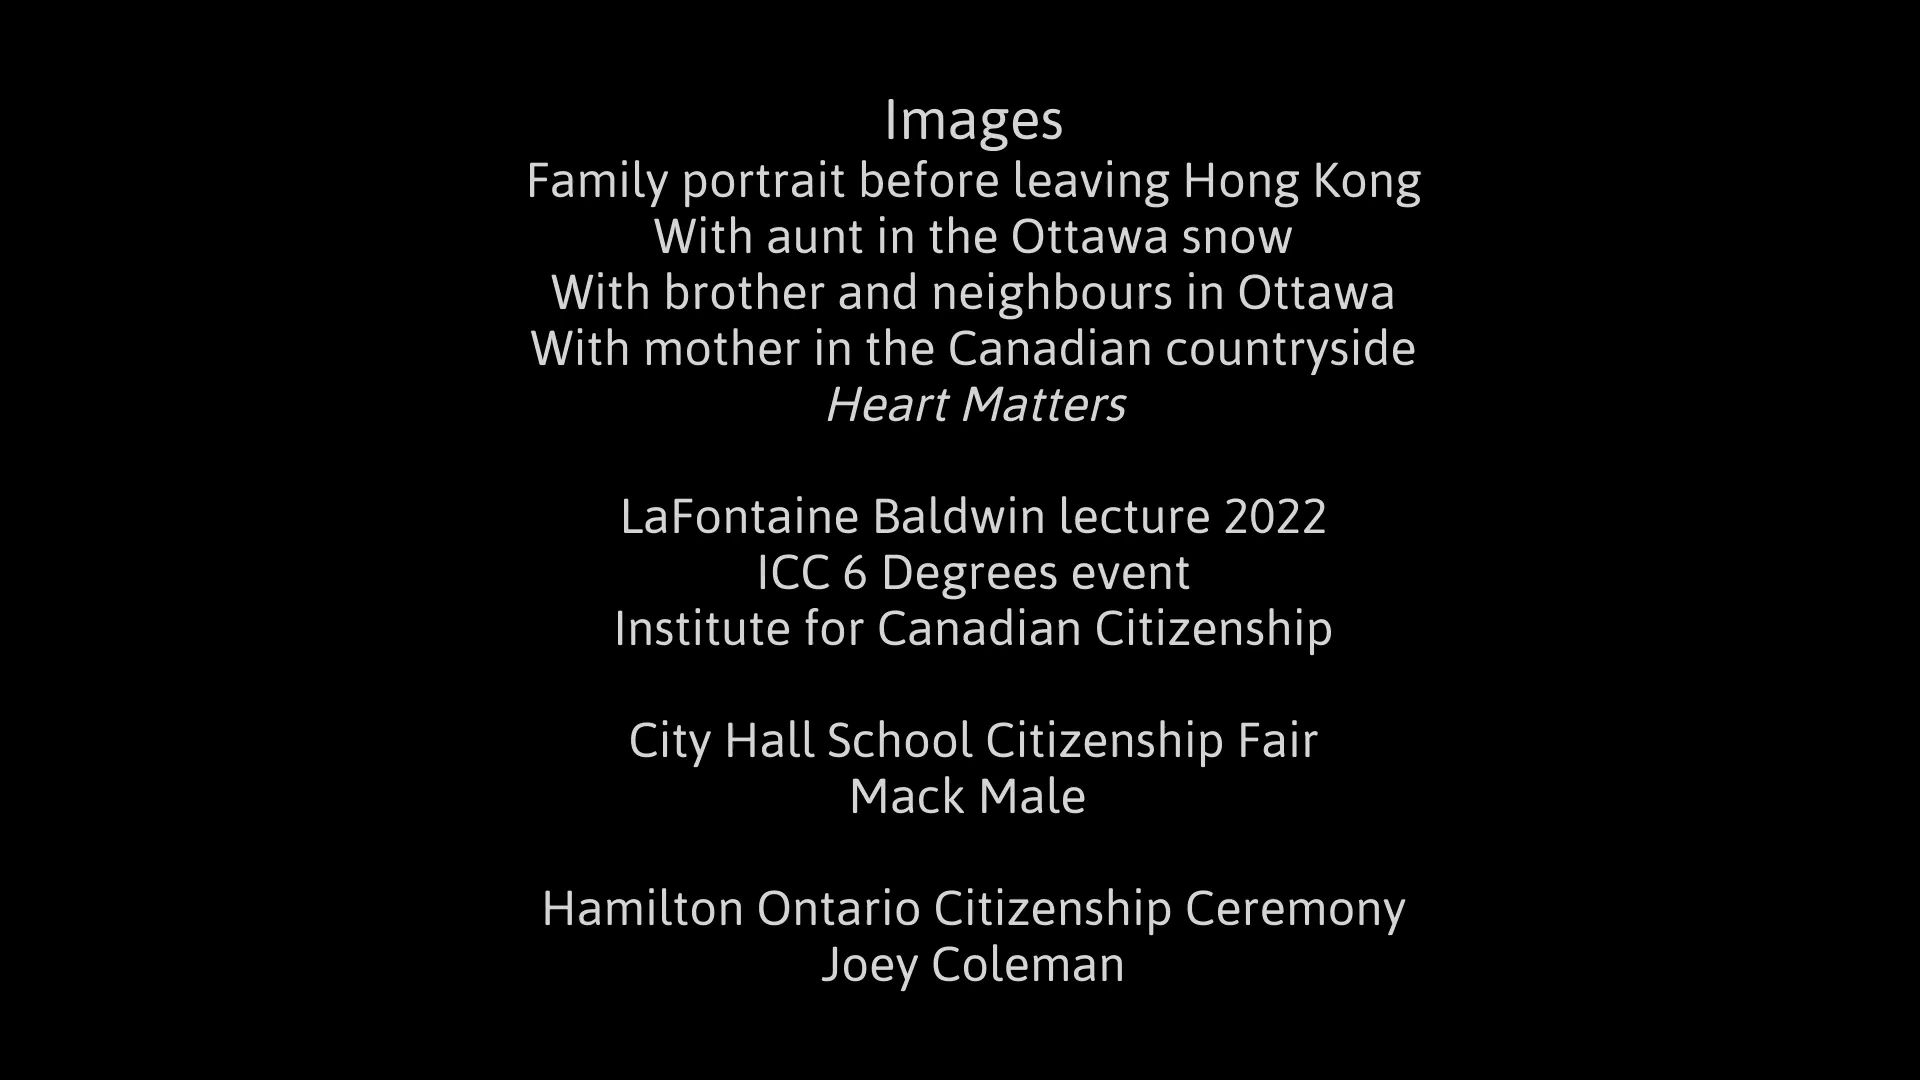 Images
Family portrait before leaving Hong Kong
With aunt in the Ottawa snow
With brother and neighbours in Ottawa
With mother in the Canadian countryside
Heart Matters
LaFontaine Baldwin lecture 2022
ICC 6 Degrees event
Institute for Canadian Citizenship
City Hall School Citizenship Fair
Mack Male
Hamilton Ontario Citizenship Ceremony
Joey Coleman